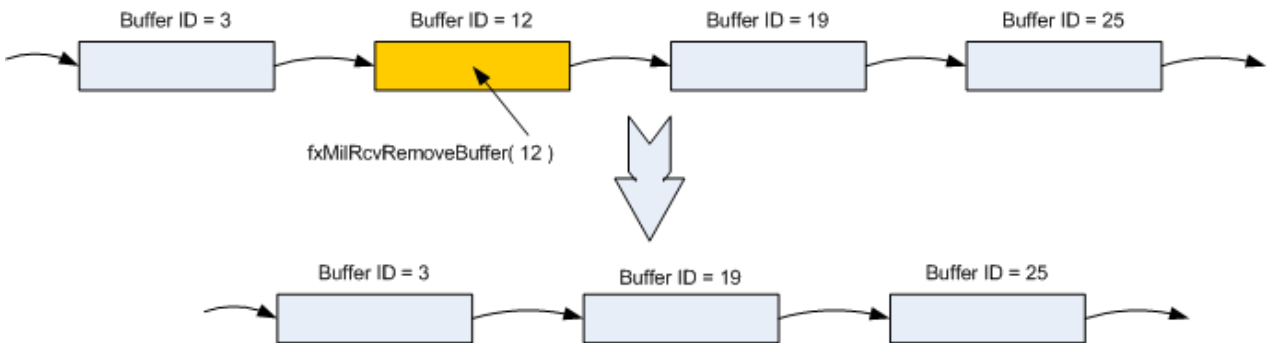 Buffer ID = 3
Buffer ID = 12
Buffer ID = 19
Buffer ID = 25
fxMilRcvRemoveBuffer( 12 )
Buffer ID = 3
Buffer ID = 19
Buffer ID = 25